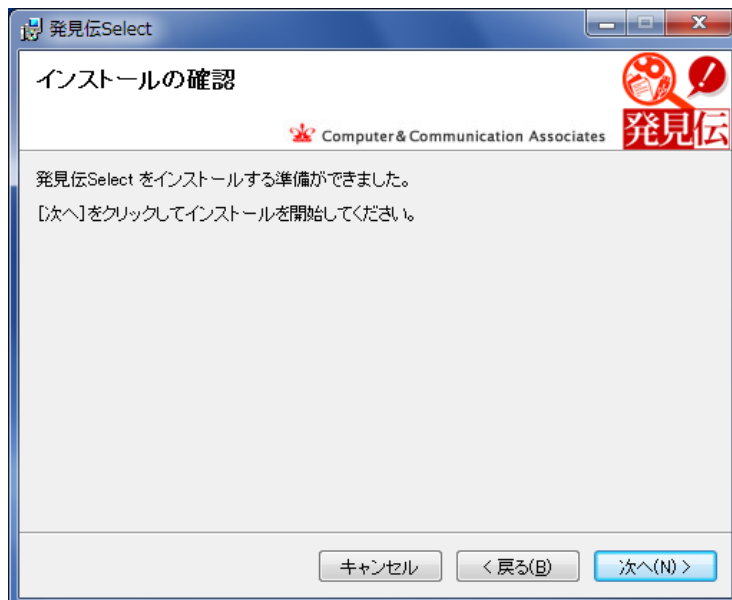 発見伝Select
インストールの確認
Computer&Communication Associates
発見伝
発見伝Select をインストールする準備ができました。
[次へ]をクリックしてインストールを開始してください。
キャンセル
< 戻る(B)
次へ(N) >